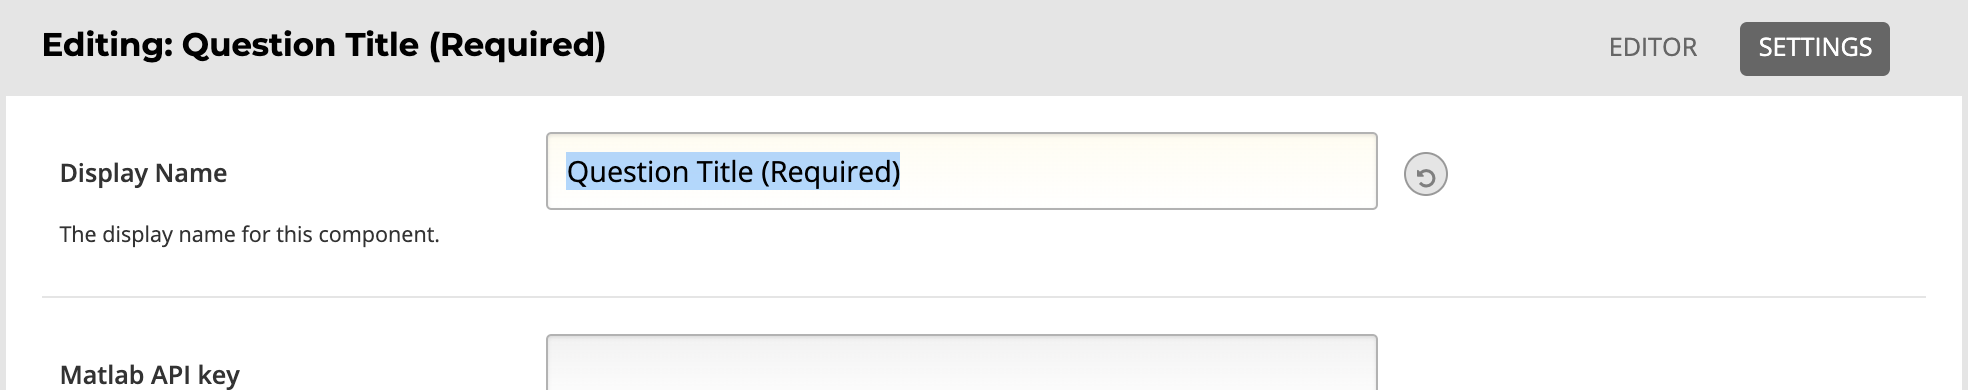 Editing: Question Title (Required)
EDITOR
SETTINGS
Display Name
Question Title (Required)
The display name for this component.
Matlab API key